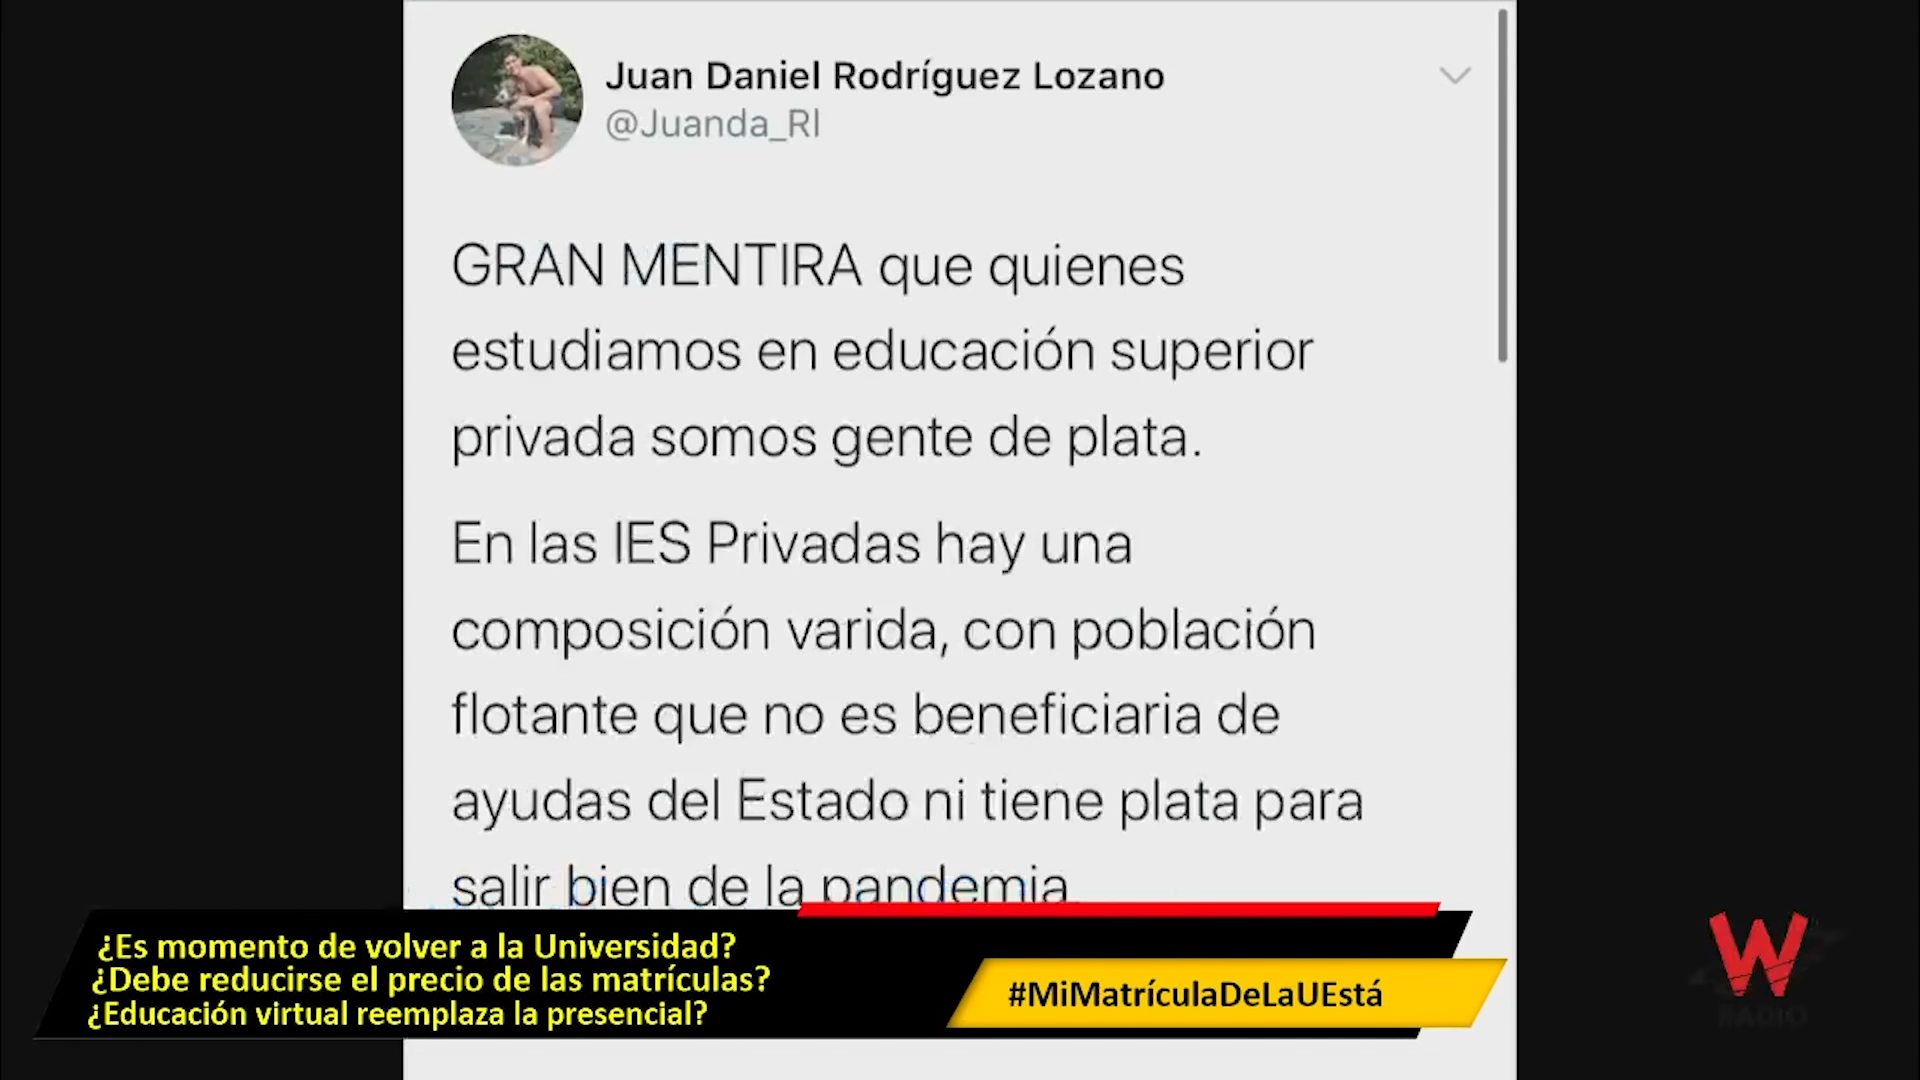 Juan Daniel Rodríguez Lozano
@Juanda_Rl
GRAN MENTIRA que quienes
estudiamos en educación superior
privada somos gente de plata.
En las IES Privadas hay una
composición varida, con población
flotante que no es beneficiaria de
ayudas del Estado ni tiene plata para
salir bien de la pandemia.
¿Es momento de volver a la Universidad?
¿Debe reducirse el precio de las matrículas?
¿Educación virtual reemplaza la presencial?
#MiMatrículaDeLaUEstá
W
RADIO